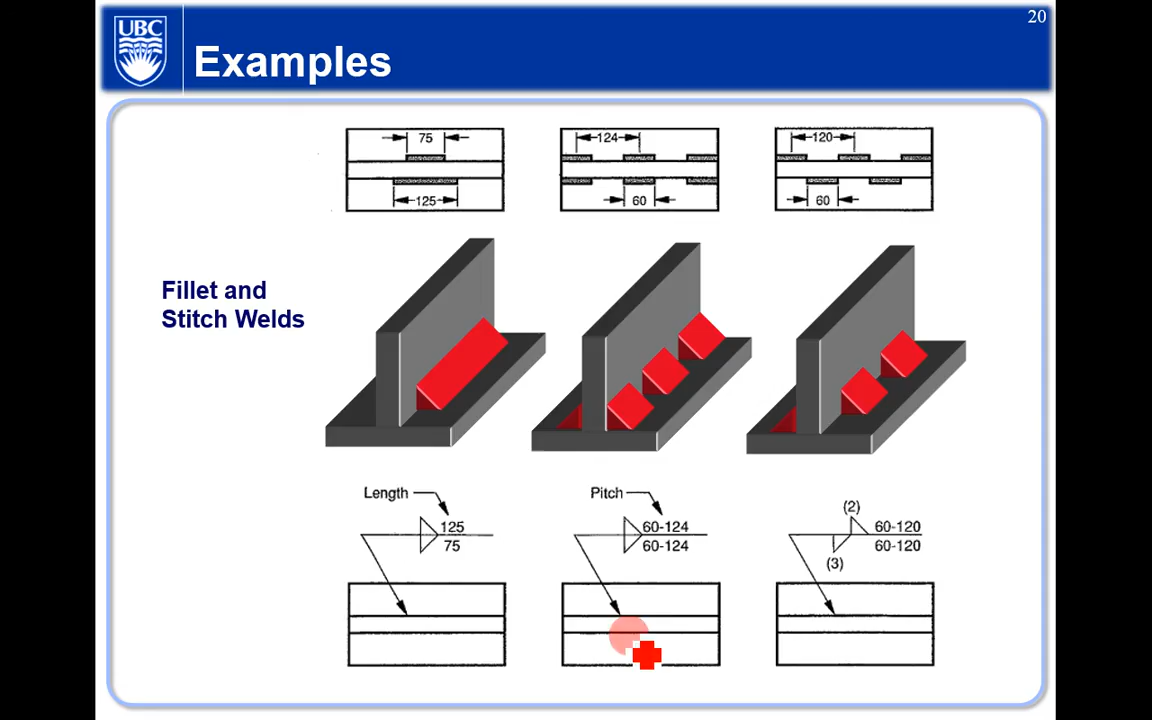 20
UBC
Examples
75
124
120
125
60
60
Fillet and
Stitch Welds
Length
125
75
Pitch
60-124
60-124
(2)
60-120
60-120
(3)